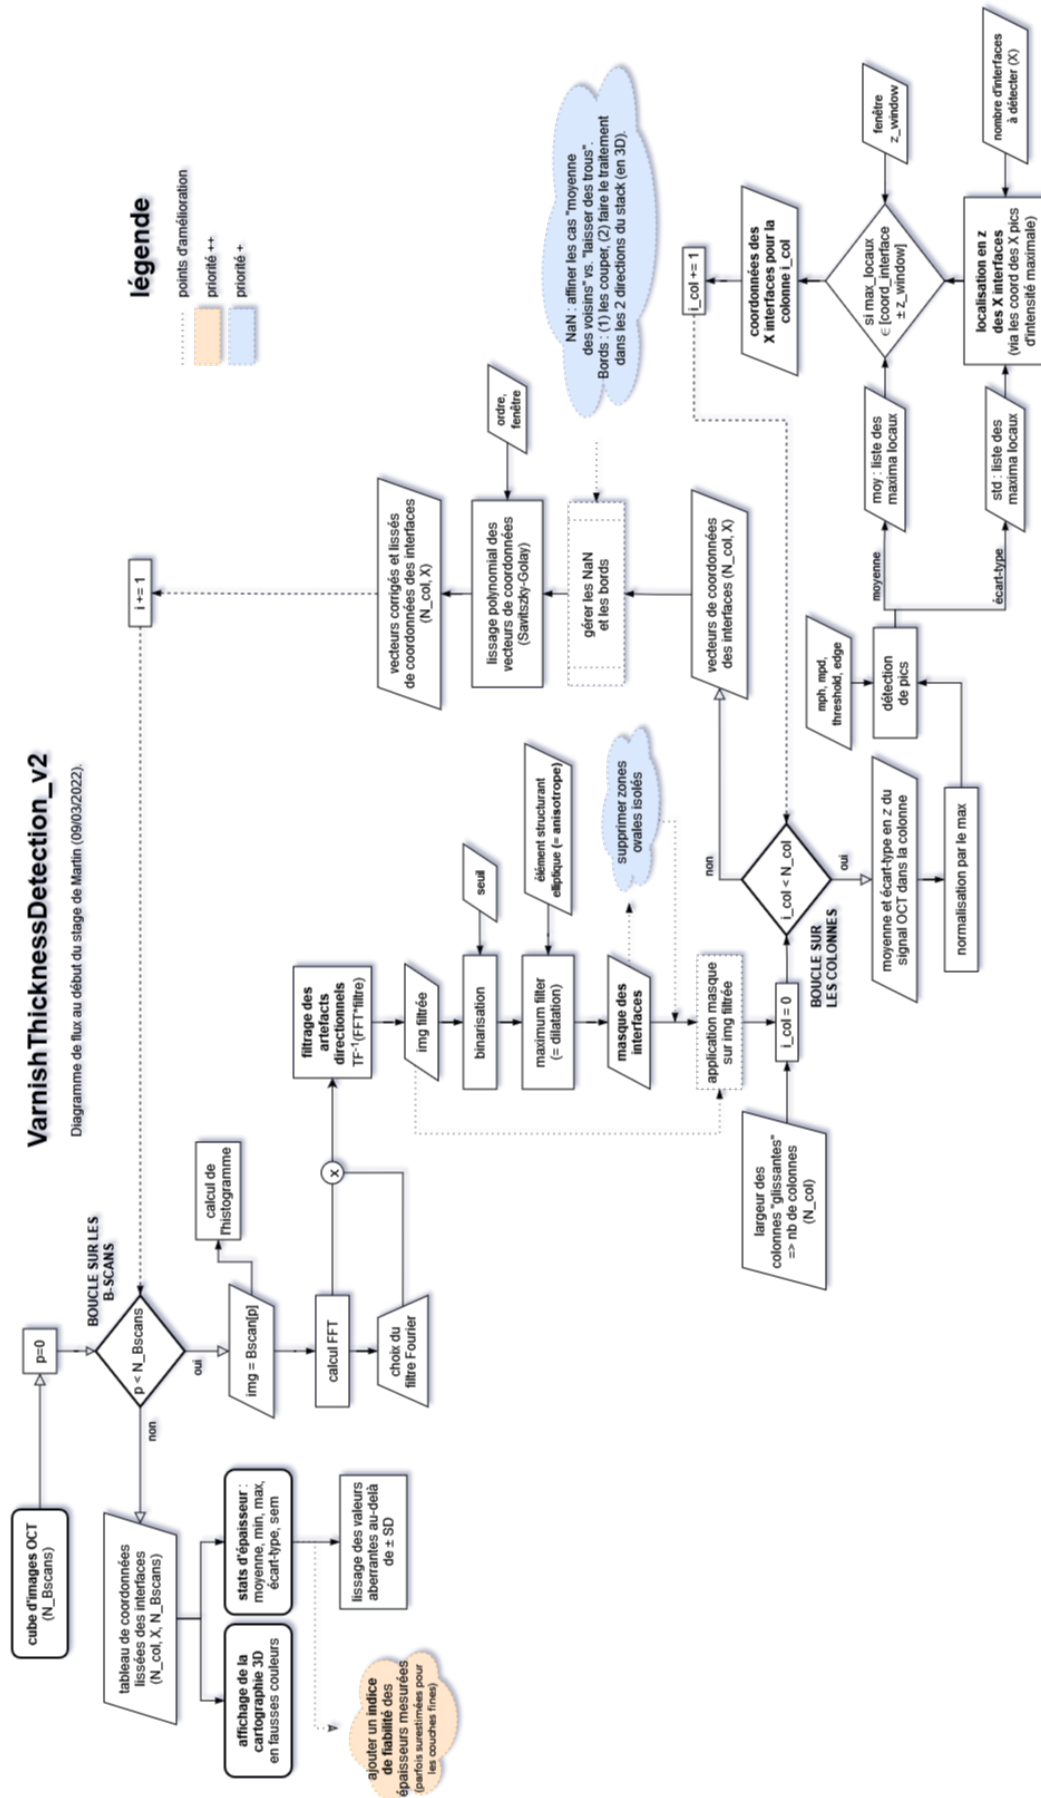 VarnishThicknessDetection_v2
Diagramme de flux au début du stage de Martin (09/03/2022).
légende
points d'amélioration
priorité ++
priorité +
cube d'images OCT
(N_Bscans)
p=0
BOUCLE SUR LES
B-SCANS
p < N_Bscans
non
oui
i += 1
tableau de coordonnées
lissées des interfaces
(N_col, X, N_Bscans)
affichage de la
cartographie 3D
en fausses couleurs
stats d'épaisseur :
moyenne, min, max,
écart-type, sem
lissage des valeurs
aberrantes au-delà
de ± SD
ajouter un indice
de fiabilité des
épaisseurs mesurées
(parfois surestimées pour
les couches fines)
img = Bscan[p]
calcul de
l'histogramme
calcul FFT
choix du
filtre Fourier
x
filtrage des
artefacts
directionnels
TF-1(FFT*filtre)
img filtrée
binarisation
seuil
maximum filter
(= dilatation)
élément structurant
elliptique (= anisotrope)
masque des
interfaces
supprimer zones
ovales isolés
application masque
sur img filtrée
largeur des
colonnes "glissantes"
=> nb de colonnes
(N_col)
i_col = 0
BOUCLE SUR
LES COLONNES
i_col < N_col
non
oui
vecteurs de coordonnées
des interfaces (N_col, X)
gérer les NaN
et les bords
NaN : affiner les cas "moyenne
des voisins" vs. "laisser des trous".
Bords : (1) les couper, (2) faire le traitement
dans les 2 directions du stack (en 3D).
lissage polynomial des
vecteurs de coordonnées
(Savitszky-Golay)
ordre,
fenêtre
vecteurs corrigés et lissés
de coordonnées des interfaces
(N_col, X)
moyenne et écart-type en z du
signal OCT dans la colonne
normalisation par le max
mph, mpd,
threshold, edge
détection
de pics
moyenne
écart-type
moy : liste des
maxima locaux
std : liste des
maxima locaux
nombre d'interfaces
à détecter (X)
localisation en z
des X interfaces
(via les coord des X pics
d'intensité maximale)
fenêtre
z_window
si max_locaux
∈ [coord_interface
± z_window]
coordonnées des
X interfaces pour la
colonne i_col
i_col += 1